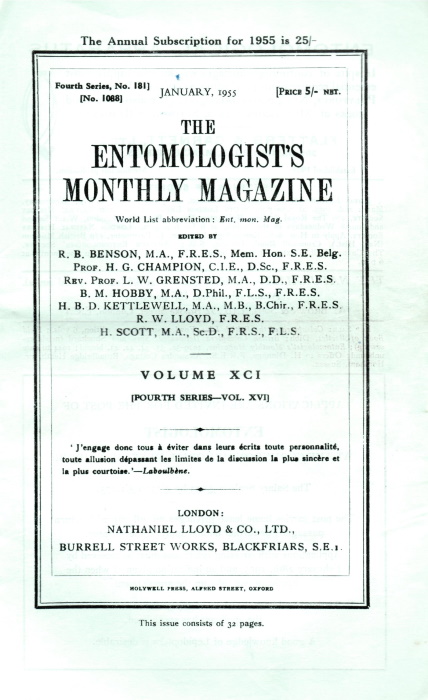 The Annual Subscription for 1955 is 25/-
Fourth Series, No. 181]
[No. 1088]
JANUARY, 1955
[PRICE 5/- NET.
THE
ENTOMOLOGIST'S
MONTHLY MAGAZINE
World List abbreviation : Ent. mon. Mag.
EDITED BY
R. B. BENSON, M.A., F.R.E.S., Mem. Hon. S.E. Belg.
PROF. H. G. CHAMPION, C.I.E., D.Sc., F.R.E.S.
REV. PROF. L. W. GRENSTED, M.A., D.D., F.R.E.S.
B. M. HOBBY, M.A., D.Phil., F.L.S., F.R.E.S.
H. B. D. KETTLEWELL, M.A., M.B., B.Chir., F.R.E.S.
R. W. LLOYD, F.R.E.S.
H. SCOTT, M.A., Sc.D., F.R.S., F.L.S.
VOLUME XCI
[FOURTH SERIES—VOL. XVI]
' J'engage donc tous à éviter dans leurs écrits toute personnalité,
toute allusion dépassant les limites de la discussion la plus sincère et
la plus courtoise.'—Laboulbène.
LONDON:
NATHANIEL LLOYD & CO., LTD.,
BURRELL STREET WORKS, BLACKFRIARS, S.E.1.
HOLYWELL PRESS, ALFRED STREET, OXFORD
This issue consists of 32 pages.